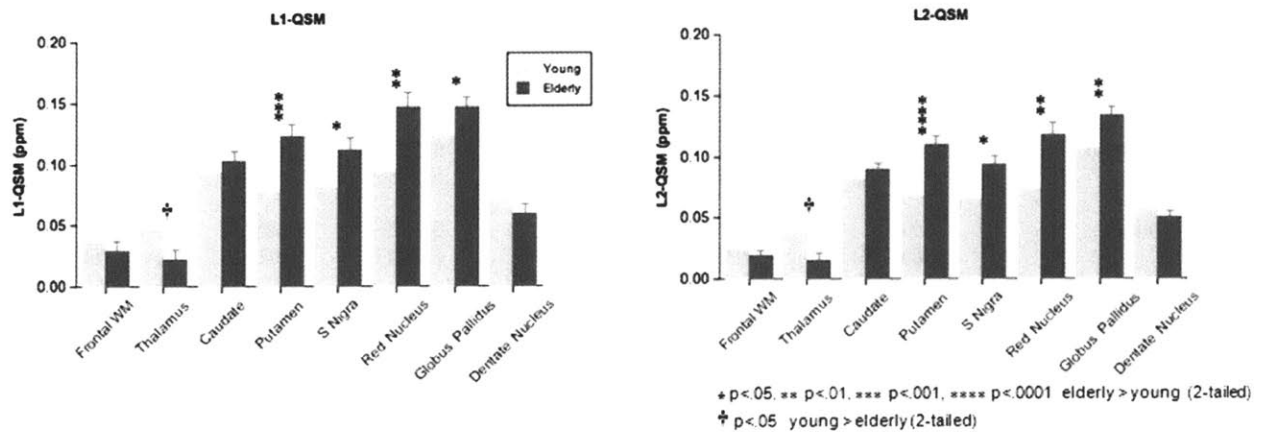 L1-QSM
0.20
0.15
0.10
0.05
0.00
L1-QSM (ppm)
Young
Elderly
***
*
**
*
†
Frontal WM
Thalamus
Caudate
Putamen
S Nigra
Red Nucleus
Globus Pallidus
Dentate Nucleus
L2-QSM
0.20
0.15
0.10
0.05
0.00
L2-QSM (ppm)
****
*
**
**
†
Frontal WM
Thalamus
Caudate
Putamen
S Nigra
Red Nucleus
Globus Pallidus
Dentate Nucleus
* p<.05, ** p<.01, *** p<.001, **** p<.0001 elderly > young (2-tailed)
† p<.05 young > elderly (2-tailed)